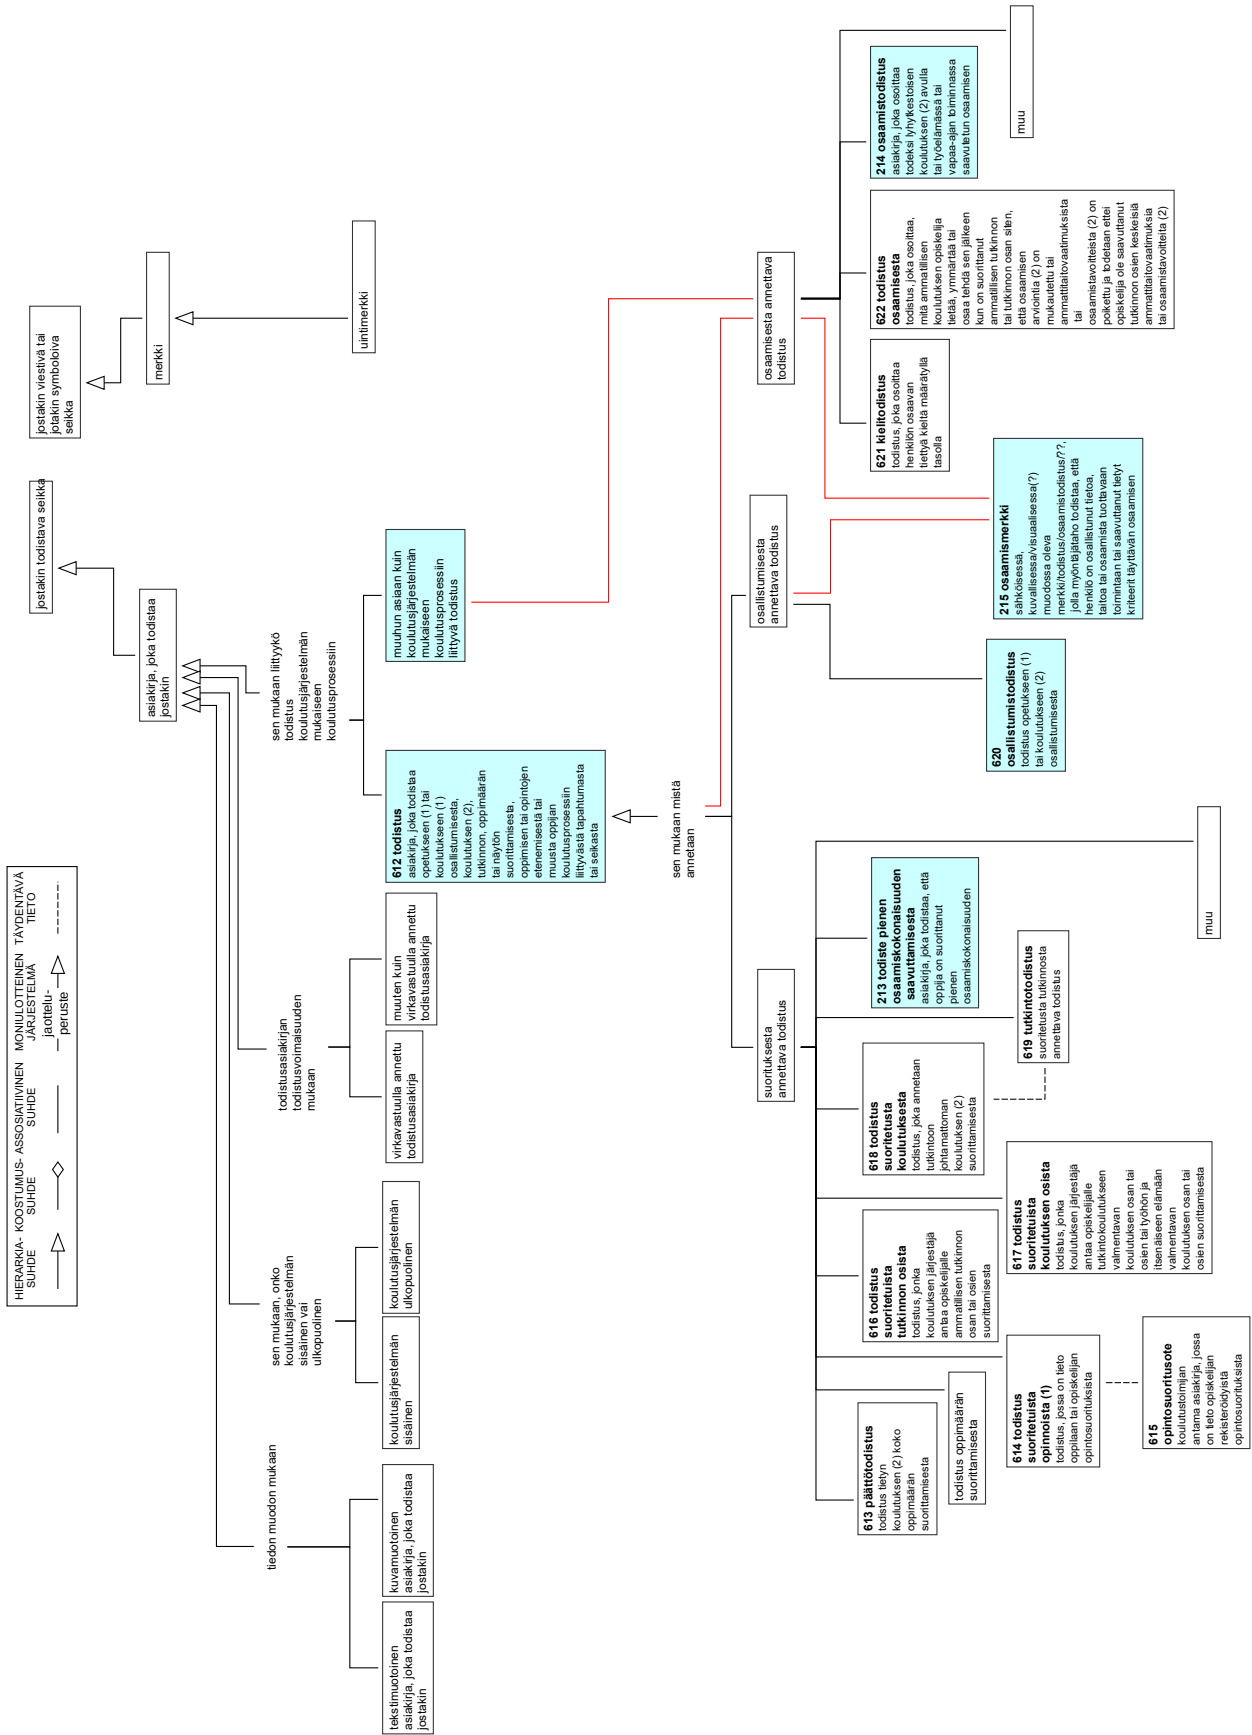 HIERARKIA-
SUHDE
KOOSTUMUS-
SUHDE
ASSOSIATIIVINEN
SUHDE
MONIULOTTEINEN
JÄRJESTELMÄ
jaottelu-
peruste
TÄYDENTÄVÄ
TIETO
jostakin todistava seikka
jostakin viestivä tai
jotakin symboloiva
seikka
asiakirja, joka todistaa
jostakin
merkki
uintimerkki
tiedon muodon mukaan
sen mukaan, onko
koulutusjärjestelmän
sisäinen vai
ulkopuolinen
todistusasiakirjan
todistusvoimaisuuden
mukaan
sen mukaan liittyykö
todistus
koulutusjärjestelmän
mukaiseen
koulutusprosessiin
tekstimuotoinen
asiakirja, joka todistaa
jostakin
kuvamuotoinen
asiakirja, joka todistaa
jostakin
koulutusjärjestelmän
sisäinen
koulutusjärjestelmän
ulkopuolinen
virkavastuulla annettu
todistusasiakirja
muuten kuin
virkavastuulla annettu
todistusasiakirja
612 todistus
asiakirja, joka todistaa
opetukseen (1) tai
koulutukseen (1)
osallistumisesta,
koulutuksen (2),
tutkinnon, oppimäärän
tai näytön
suorittamisesta,
oppimisen tai opintojen
etenemisestä tai
muusta oppijan
koulutusprosessiin
liittyvästä tapahtumasta
tai seikasta
muuhun asiaan kuin
koulutusjärjestelmän
mukaiseen
koulutusprosessiin
liittyvä todistus
sen mukaan mistä
annetaan
suorituksesta
annettava todistus
osallistumisesta
annettava todistus
osaamisesta annettava
todistus
613 päättötodistus
todistus tietyn
koulutuksen (2) koko
oppimäärän
suorittamisesta
todistus oppimäärän
suorittamisesta
614 todistus
suoritetuista
opinnoista (1)
todistus, jossa on tieto
oppilaan tai opiskelijan
opintosuorituksista
615
opintosuoritusote
koulutustoimijan
antama asiakirja, jossa
on tieto opiskelijan
rekisteröidyistä
opintosuorituksista
616 todistus
suoritetuista
tutkinnon osista
todistus, jonka
koulutuksen järjestäjä
antaa opiskelijalle
ammatillisen tutkinnon
osan tai osien
suorittamisesta
617 todistus
suoritetuista
koulutuksen osista
todistus, jonka
koulutuksen järjestäjä
antaa opiskelijalle
tutkintokoulutukseen
valmentavan
koulutuksen osan tai
osien tai työhön ja
itsenäiseen elämään
valmentavan
koulutuksen osan tai
osien suorittamisesta
618 todistus
suoritetusta
koulutuksesta
todistus, joka annetaan
tutkintoon
johtamattoman
koulutuksen (2)
suorittamisesta
619 tutkintotodistus
suoritetusta tutkinnosta
annettava todistus
213 todiste pienen
osaamiskokonaisuuden
saavuttamisesta
asiakirja, joka todistaa, että
oppija on suorittanut
pienen
osaamiskokonaisuuden
muu
620
osallistumistodistus
todistus opetukseen (1)
tai koulutukseen (2)
osallistumisesta
215 osaamismerkki
sähköisessä,
kuvallisessa/visuaalisessa(?)
muodossa oleva
merkki/todistus/osaamistodistus/??,
jolla myöntäjätaho todistaa, että
henkilö on osallistunut tietoa,
taitoa tai osaamista tuottavaan
toimintaan tai saavuttanut tietyt
kriteerit täyttävän osaamisen
621 kielitodistus
todistus, joka osoittaa
henkilön osaavan
tiettyä kieltä määrätyllä
tasolla
622 todistus
osaamisesta
todistus, joka osoittaa,
mitä ammatillisen
koulutuksen opiskelija
tietää, ymmärtää tai
osaa tehdä sen jälkeen
kun on suorittanut
ammatillisen tutkinnon
tai tutkinnon osan siten,
että osaamisen
arviointia (2) on
mukautettu tai
ammattitaitovaatimuksista
tai
osaamistavoitteista (2) on
poikettu ja todetaan ettei
opiskelija ole saavuttanut
tutkinnon osien keskeisiä
ammattitaitovaatimuksia
tai osaamistavoitteita (2)
214 osaamistodistus
asiakirja, joka osoittaa
todeksi lyhytkestoisen
koulutuksen (2) avulla
tai työelämässä tai
vapaa-ajan toiminnassa
saavutetun osaamisen
muu